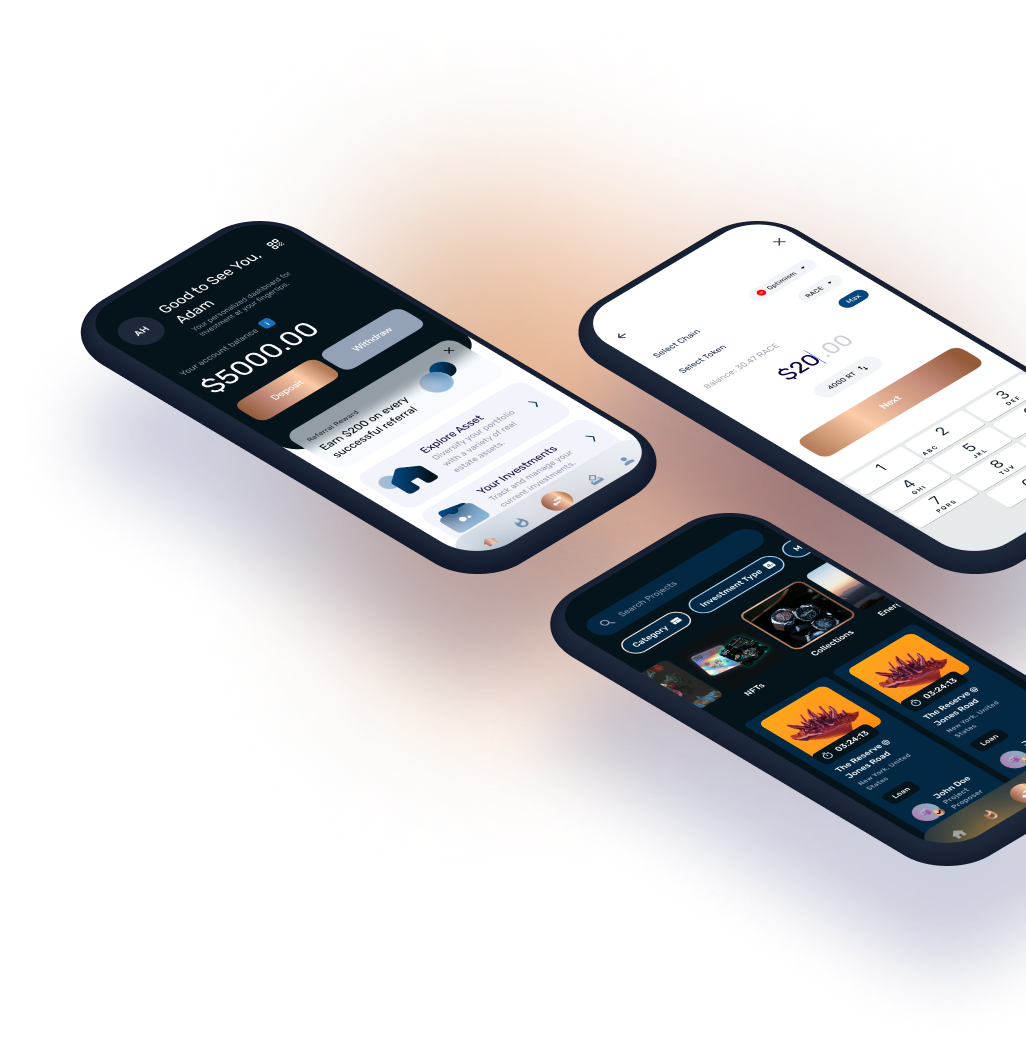 Good to See You,
Adam
AH
Your personalized dashboard for
investment at your fingertips.
Your account balance
$5000.00
Deposit
Withdraw
Referral Reward
Earn $200 on every
successful referral
Explore Asset
Diversify your portfolio
with a variety of real
estate assets.
Your Investments
Track and manage your
current investments.
Select Chain
Optimism
Select Token
RACE
Balance: 30.47 RACE
Max
$20.00
4000 RT
Next
1
2
ABC
3
DEF
4
GHI
5
JKL
7
PQRS
8
TUV
Search Projects
Category
Investment Type
M
NFTs
Collections
Ener
03:24:13
The Reserve @
Jones Road
New York, United
States
Loan
John Doe
Project
Proposer
03:24:13
The Reserve @
Jones Road
New York, United
States
Loan